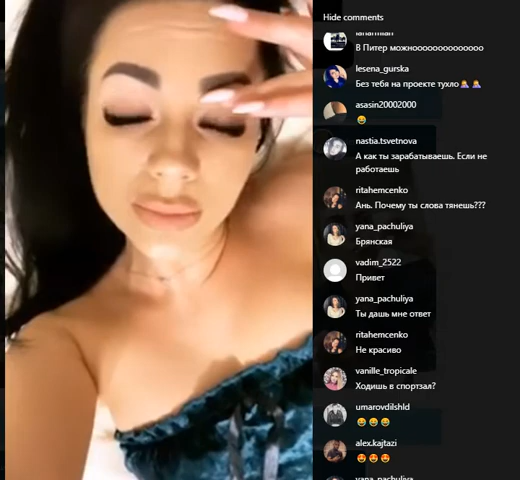 Hide comments
В Питер можнооооооооооооо
lesena_gurska
Без тебя на проекте тухло🤦‍♀️🤦‍♀️
asasin20002000
😂
nastia.tsvetnova
А как ты зарабатываешь. Если не
работаешь
ritahemcenko
Ань. Почему ты слова тянешь???
yana_pachuliya
Брянская
vadim_2522
Привет
yana_pachuliya
Ты дашь мне ответ
ritahemcenko
Не красиво
vanille_tropicale
Ходишь в спортзал?
umarovdilshld
😂😂😂
alex.kajtazi
😍😍😍
yana_pachuliya